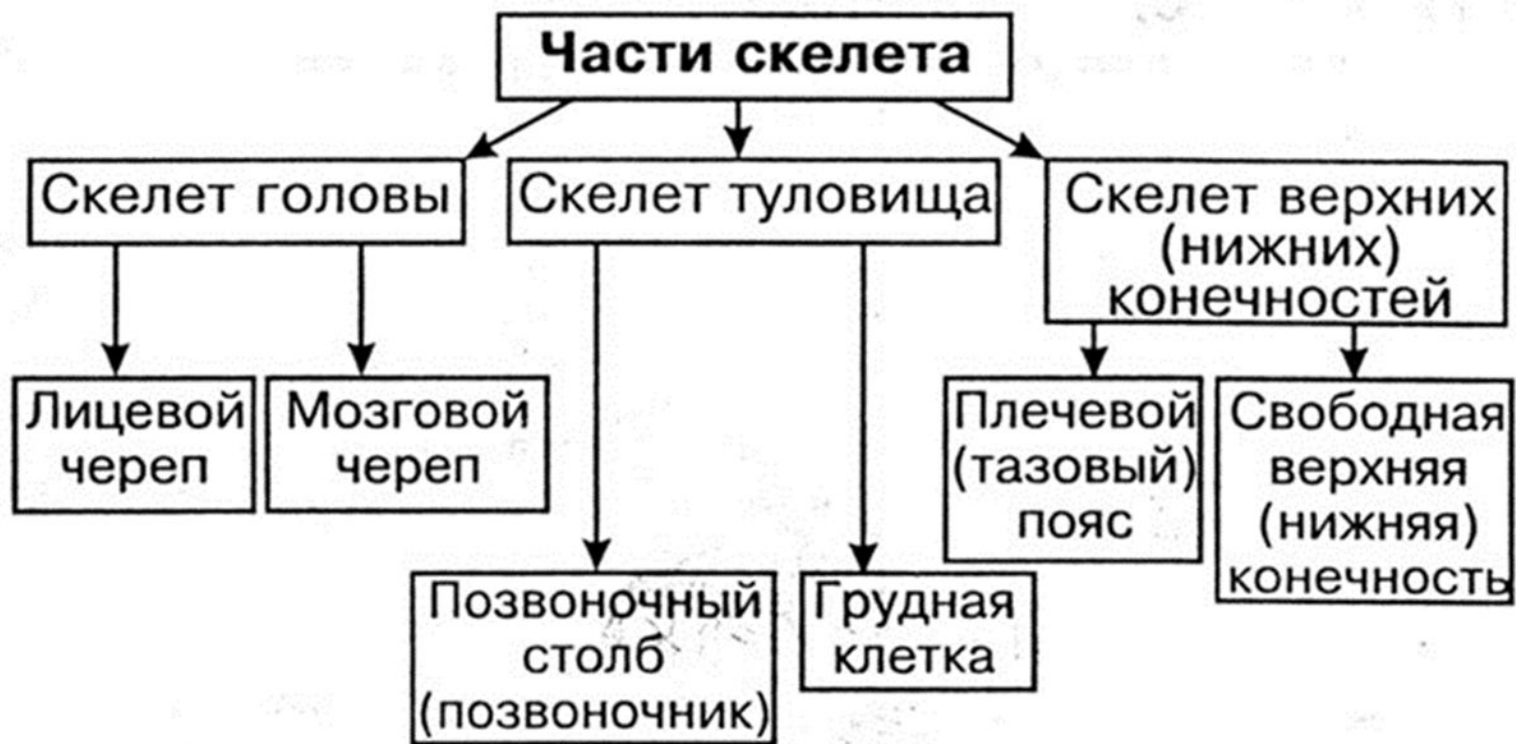 Части скелета
Скелет головы
Скелет туловища
Скелет верхних
(нижних)
конечностей
Лицевой
череп
Мозговой
череп
Позвоночный
столб
(позвоночник)
Грудная
клетка
Плечевой
(тазовый)
пояс
Свободная
верхняя
(нижняя)
конечность